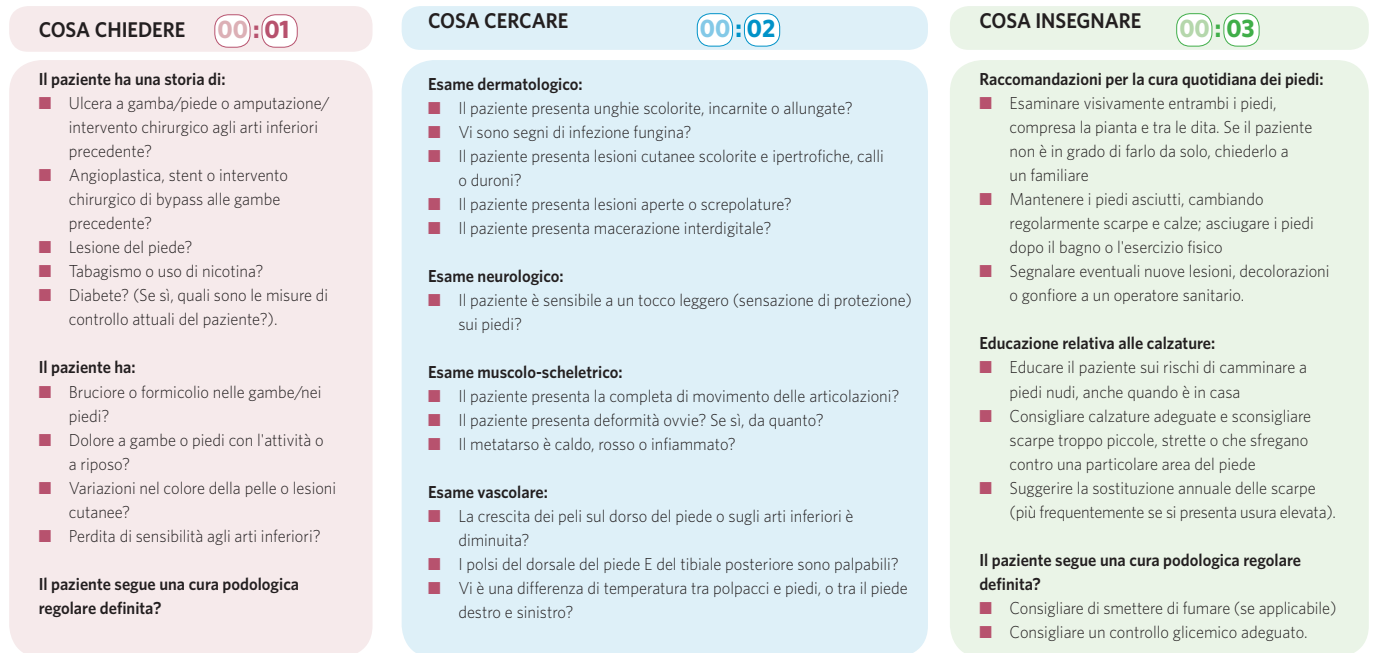 COSA CHIEDERE 00:01
Il paziente ha una storia di:
■ Ulcera a gamba/piede o amputazione/
intervento chirurgico agli arti inferiori
precedente?
■ Angioplastica, stent o intervento
chirurgico di bypass alle gambe
precedente?
■ Lesione del piede?
■ Tabagismo o uso di nicotina?
■ Diabete? (Se sì, quali sono le misure di
controllo attuali del paziente?).
Il paziente ha:
■ Bruciore o formicolio nelle gambe/nei
piedi?
■ Dolore a gambe o piedi con l'attività o
a riposo?
■ Variazioni nel colore della pelle o lesioni
cutanee?
■ Perdita di sensibilità agli arti inferiori?
Il paziente segue una cura podologica
regolare definita?
COSA CERCARE 00:02
Esame dermatologico:
■ Il paziente presenta unghie scolorite, incarnite o allungate?
■ Vi sono segni di infezione fungina?
■ Il paziente presenta lesioni cutanee scolorite e ipertrofiche, calli
o duroni?
■ Il paziente presenta lesioni aperte o screpolature?
■ Il paziente presenta macerazione interdigitale?
Esame neurologico:
■ Il paziente è sensibile a un tocco leggero (sensazione di protezione)
sui piedi?
Esame muscolo-scheletrico:
■ Il paziente presenta la completa di movimento delle articolazioni?
■ Il paziente presenta deformità ovvie? Se sì, da quanto?
■ Il metatarso è caldo, rosso o infiammato?
Esame vascolare:
■ La crescita dei peli sul dorso del piede o sugli arti inferiori è
diminuita?
■ I polsi del dorsale del piede E del tibiale posteriore sono palpabili?
■ Vi è una differenza di temperatura tra polpacci e piedi, o tra il piede
destro e sinistro?
COSA INSEGNARE 00:03
Raccomandazioni per la cura quotidiana dei piedi:
■ Esaminare visivamente entrambi i piedi,
compresa la pianta e tra le dita. Se il paziente
non è in grado di farlo da solo, chiederlo a
un familiare
■ Mantenere i piedi asciutti, cambiando
regolarmente scarpe e calze; asciugare i piedi
dopo il bagno o l'esercizio fisico
■ Segnalare eventuali nuove lesioni, decolorazioni
o gonfiore a un operatore sanitario.
Educazione relativa alle calzature:
■ Educare il paziente sui rischi di camminare a
piedi nudi, anche quando è in casa
■ Consigliare calzature adeguate e sconsigliare
scarpe troppo piccole, strette o che sfregano
contro una particolare area del piede
■ Suggerire la sostituzione annuale delle scarpe
(più frequentemente se si presenta usura elevata).
Il paziente segue una cura podologica regolare
definita?
■ Consigliare di smettere di fumare (se applicabile)
■ Consigliare un controllo glicemico adeguato.